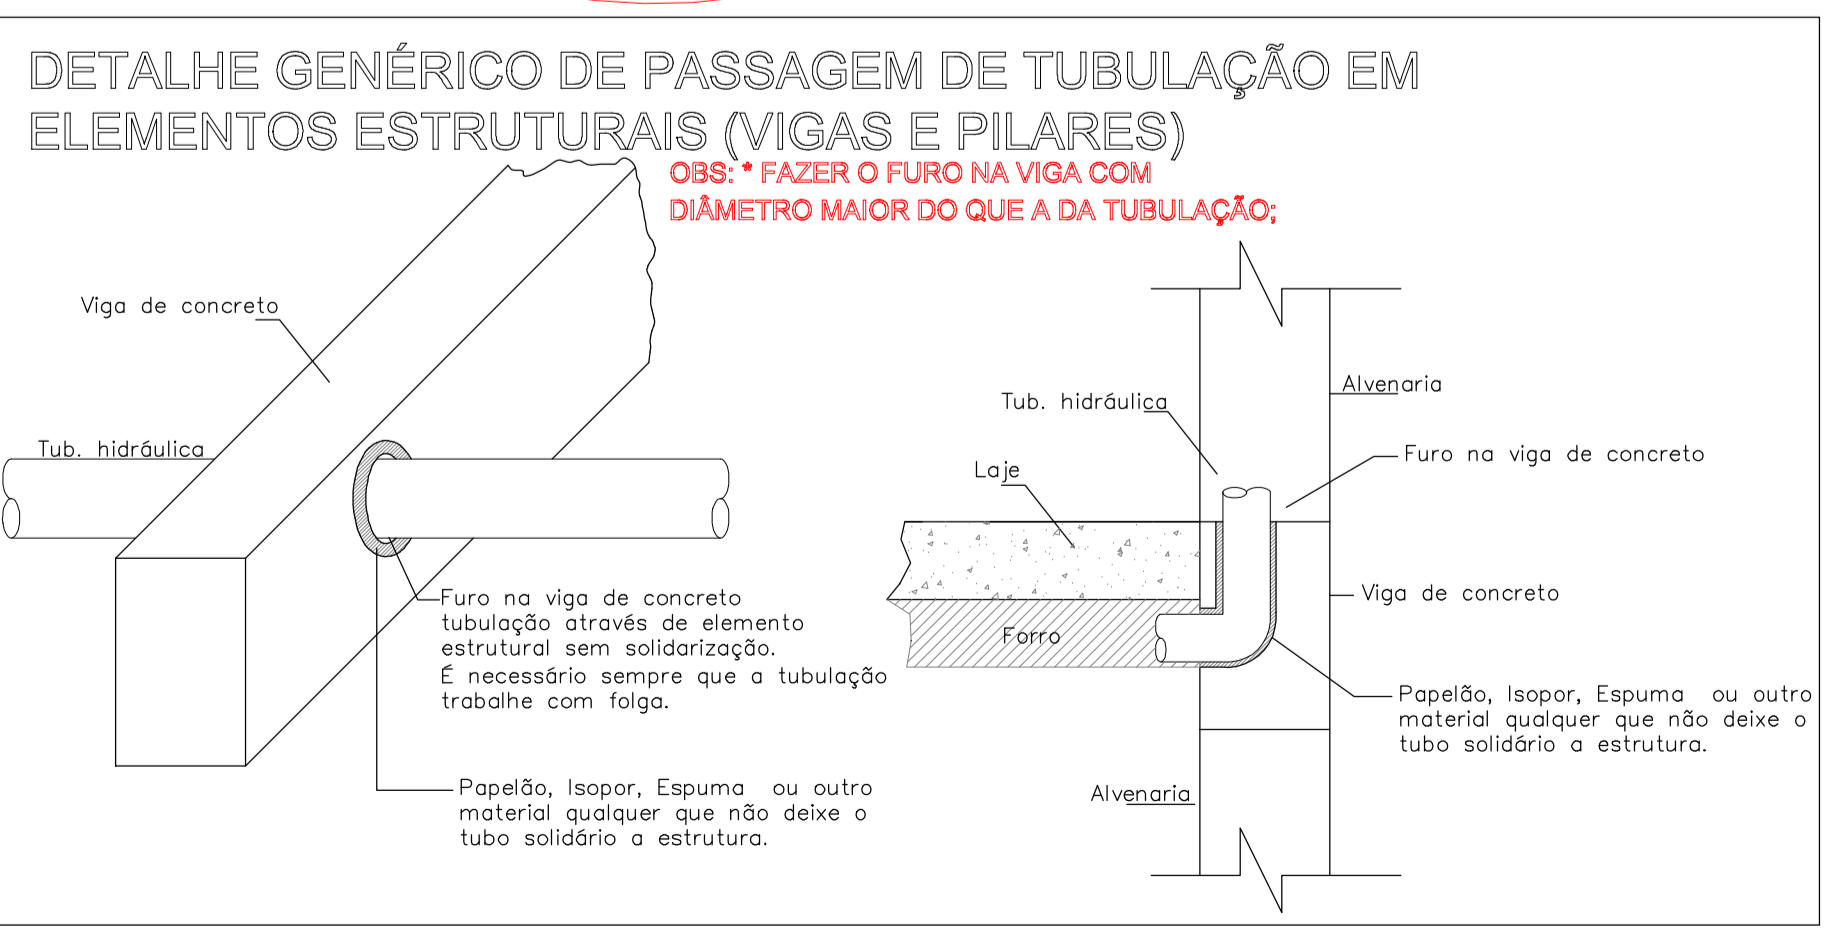 DETALHE GENÉRICO DE PASSAGEM DE TUBULAÇÃO EM
ELEMENTOS ESTRUTURAIS (VIGAS E PILARES)
OBS: * FAZER O FURO NA VIGA COM
DIÂMETRO MAIOR DO QUE A DA TUBULAÇÃO;
Viga de concreto
Tub. hidráulica
Furo na viga de concreto
tubulação através de elemento
estrutural sem solidarização.
É necessário sempre que a tubulação
trabalhe com folga.
Papelão, Isopor, Espuma ou outro
material qualquer que não deixe o
tubo solidário a estrutura.
Alvenaria
Tub. hidráulica
Furo na viga de concreto
Laje
Viga de concreto
Forro
Papelão, Isopor, Espuma ou outro
material qualquer que não deixe o
tubo solidário a estrutura.
Alvenaria